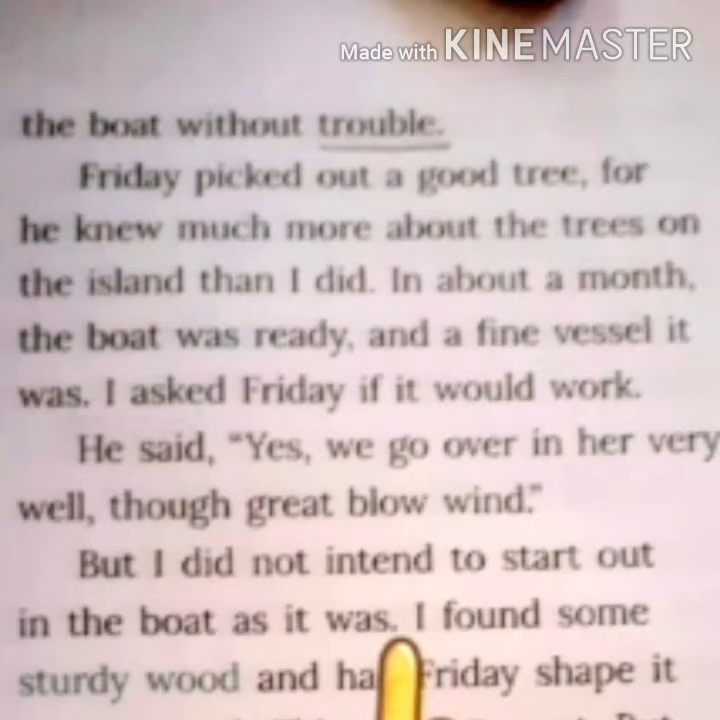 Made with KINEMASTER
the boat without trouble.
Friday picked out a good tree, for
he knew much more about the trees on
the island than I did. In about a month,
the boat was ready, and a fine vessel it
was. I asked Friday if it would work.
He said, "Yes, we go over in her very
well, though great blow wind."
But I did not intend to start out
in the boat as it was. I found some
sturdy wood and Friday shape it